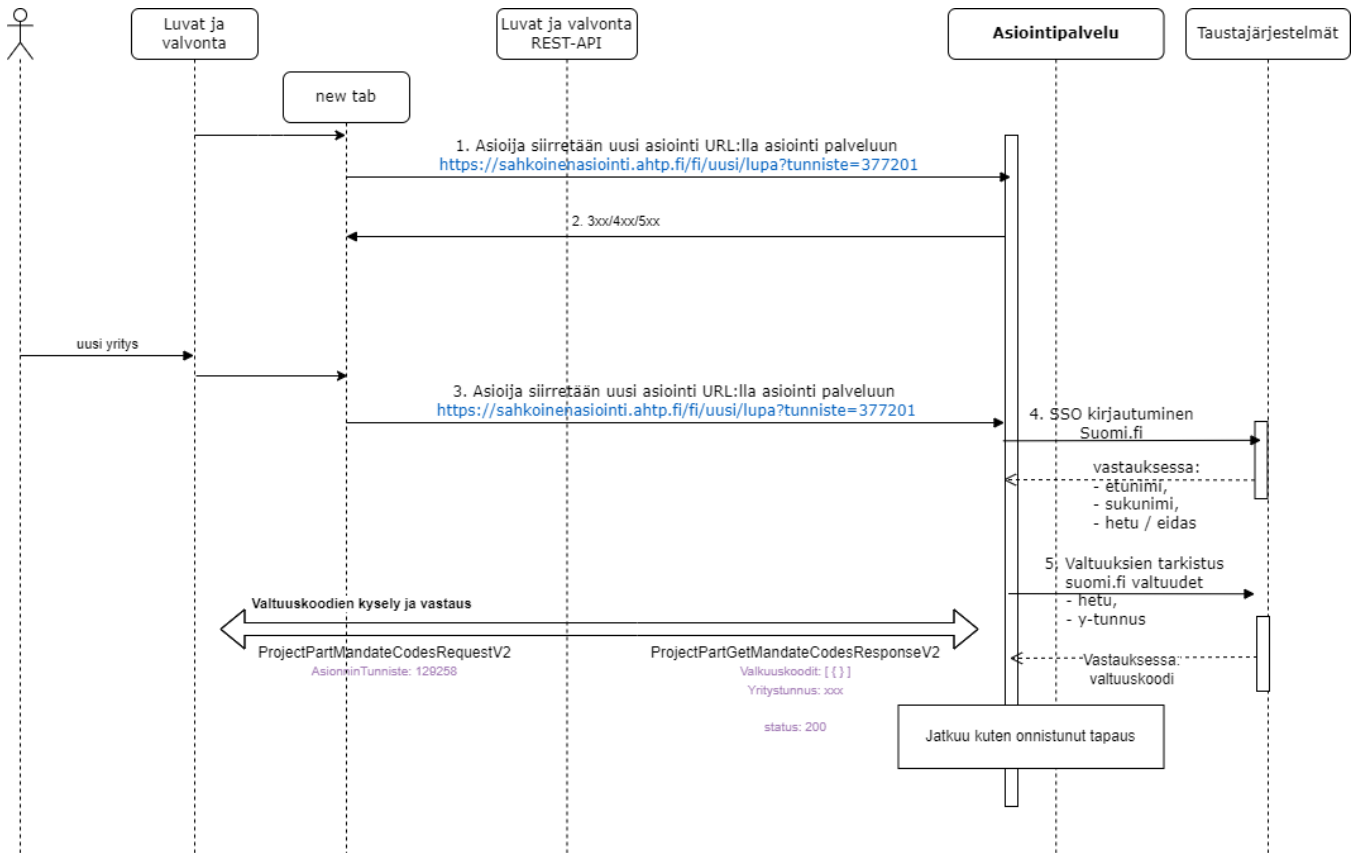 Luvat ja
valvonta
Luvat ja valvonta
REST-API
Asiointipalvelu
Taustajärjestelmät
new tab
1. Asioija siirretään uusi asiointi URL:lla asiointi palveluun
https://sahkoinenasiointi.ahtp.fi/fi/uusi/lupa?tunniste=377201
2. 3xx/4xx/5xx
uusi yritys
3. Asioija siirretään uusi asiointi URL:lla asiointi palveluun
https://sahkoinenasiointi.ahtp.fi/fi/uusi/lupa?tunniste=377201
4. SSO kirjautuminen
Suomi.fi
vastauksessa:
- etunimi,
- sukunimi,
- hetu / eidas
5. Valtuuksien tarkistus
suomi.fi valtuudet
- hetu,
- y-tunnus
Valtuuskoodien kysely ja vastaus
ProjectPartMandateCodesRequestV2
AsionninTunniste: 129258
ProjectPartGetMandateCodesResponseV2
Valkuuskoodit: [ { } ]
Yritystunnus: xxx
status: 200
Vastauksessa:
valtuuskoodi
Jatkuu kuten onnistunut tapaus